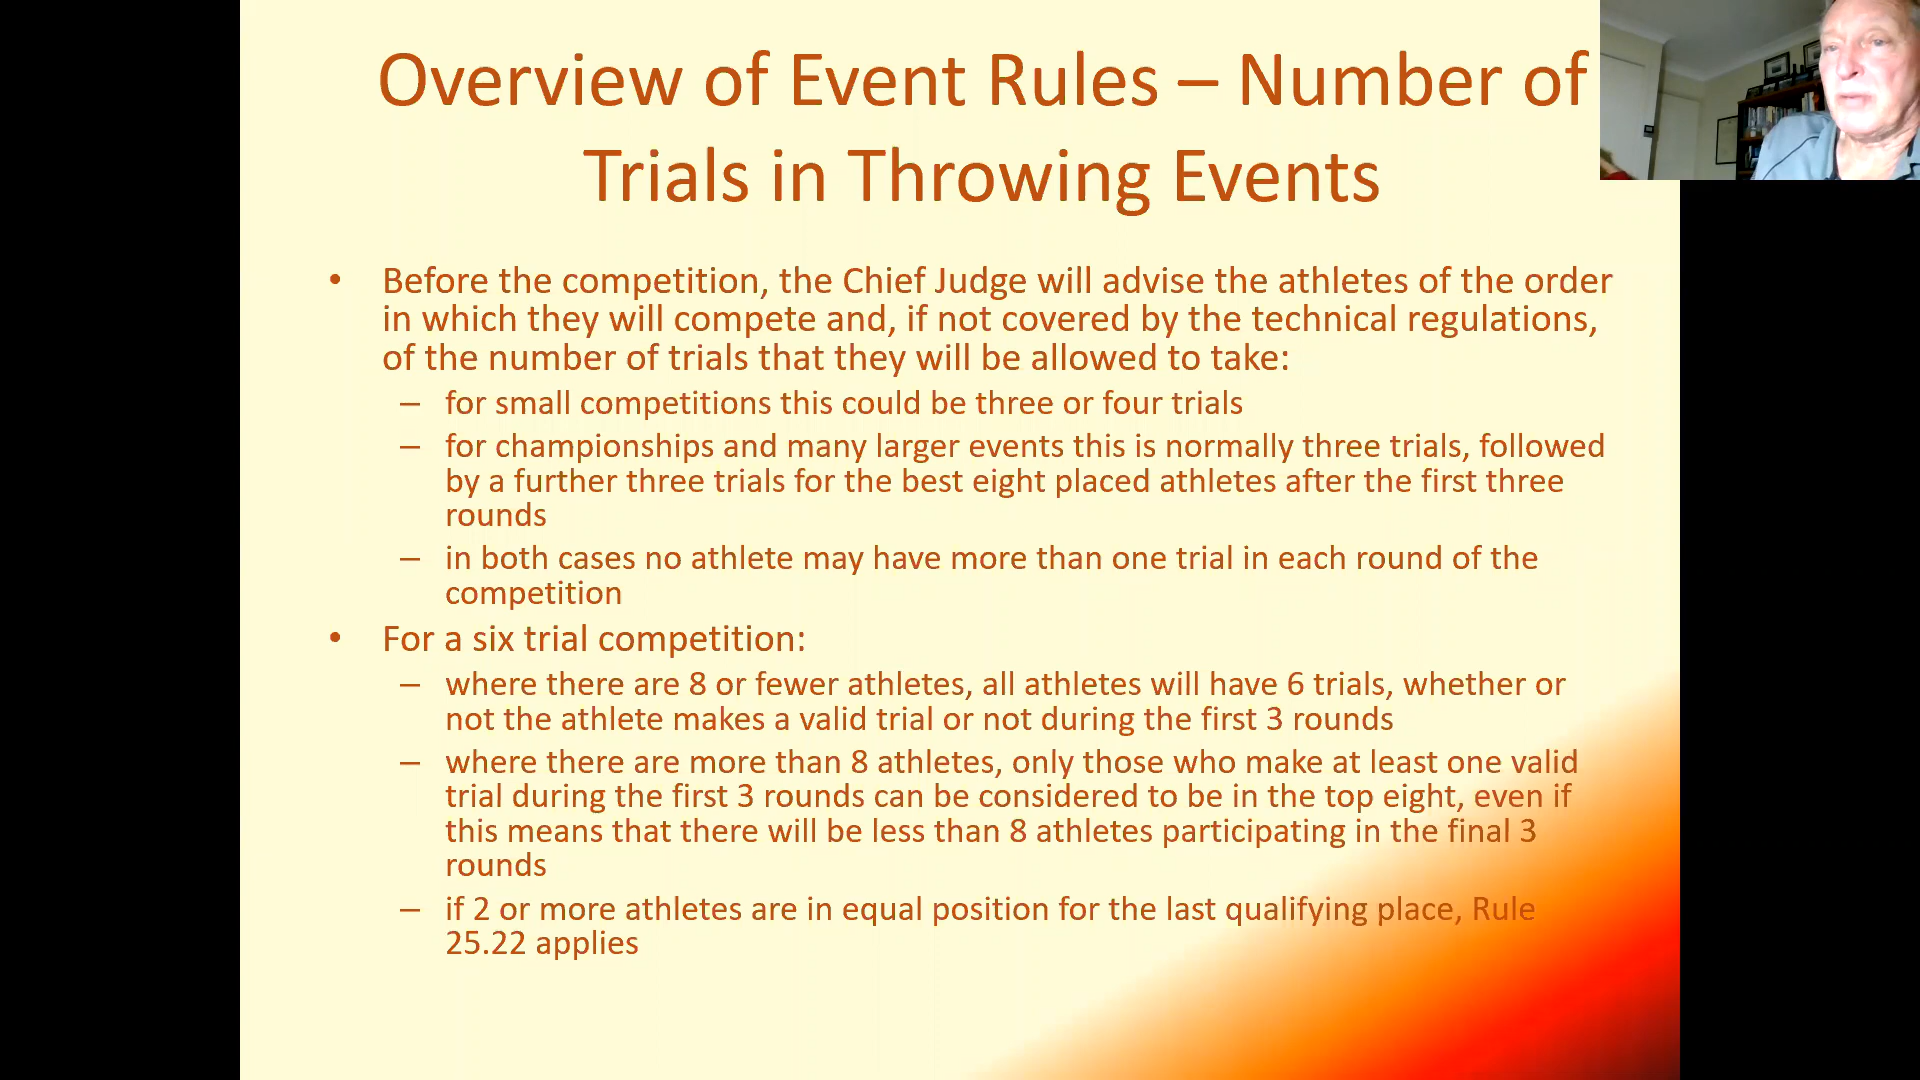 Overview of Event Rules – Number of
Trials in Throwing Events
• Before the competition, the Chief Judge will advise the athletes of the order
in which they will compete and, if not covered by the technical regulations,
of the number of trials that they will be allowed to take:
– for small competitions this could be three or four trials
– for championships and many larger events this is normally three trials, followed
by a further three trials for the best eight placed athletes after the first three
rounds
– in both cases no athlete may have more than one trial in each round of the
competition
• For a six trial competition:
– where there are 8 or fewer athletes, all athletes will have 6 trials, whether or
not the athlete makes a valid trial or not during the first 3 rounds
– where there are more than 8 athletes, only those who make at least one valid
trial during the first 3 rounds can be considered to be in the top eight, even if
this means that there will be less than 8 athletes participating in the final 3
rounds
– if 2 or more athletes are in equal position for the last qualifying place, Rule
25.22 applies